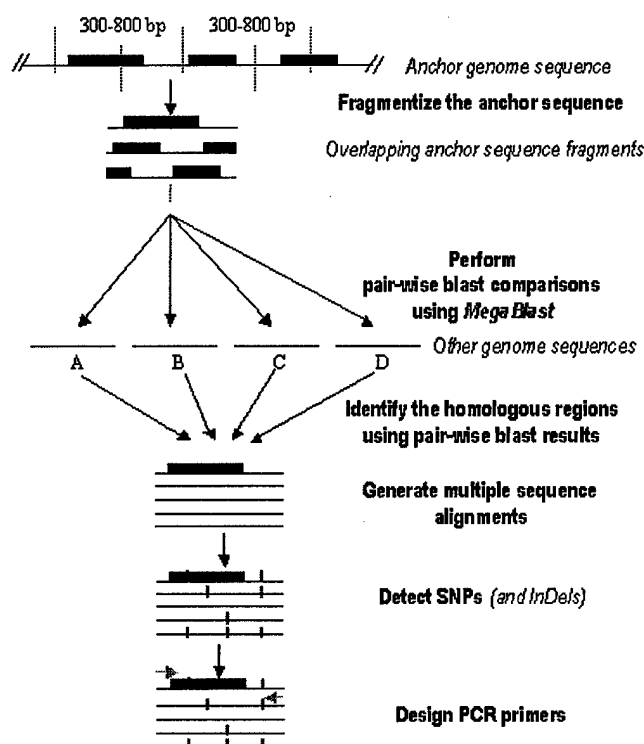 300-800 bp 300-800 bp
Anchor genome sequence
Fragmentize the anchor sequence
Overlapping anchor sequence fragments
Perform
pair-wise blast comparisons
using MegaBlast
Other genome sequences
A B C D
Identify the homologous regions
using pair-wise blast results
Generate multiple sequence
alignments
Detect SNPs (and InDels)
Design PCR primers